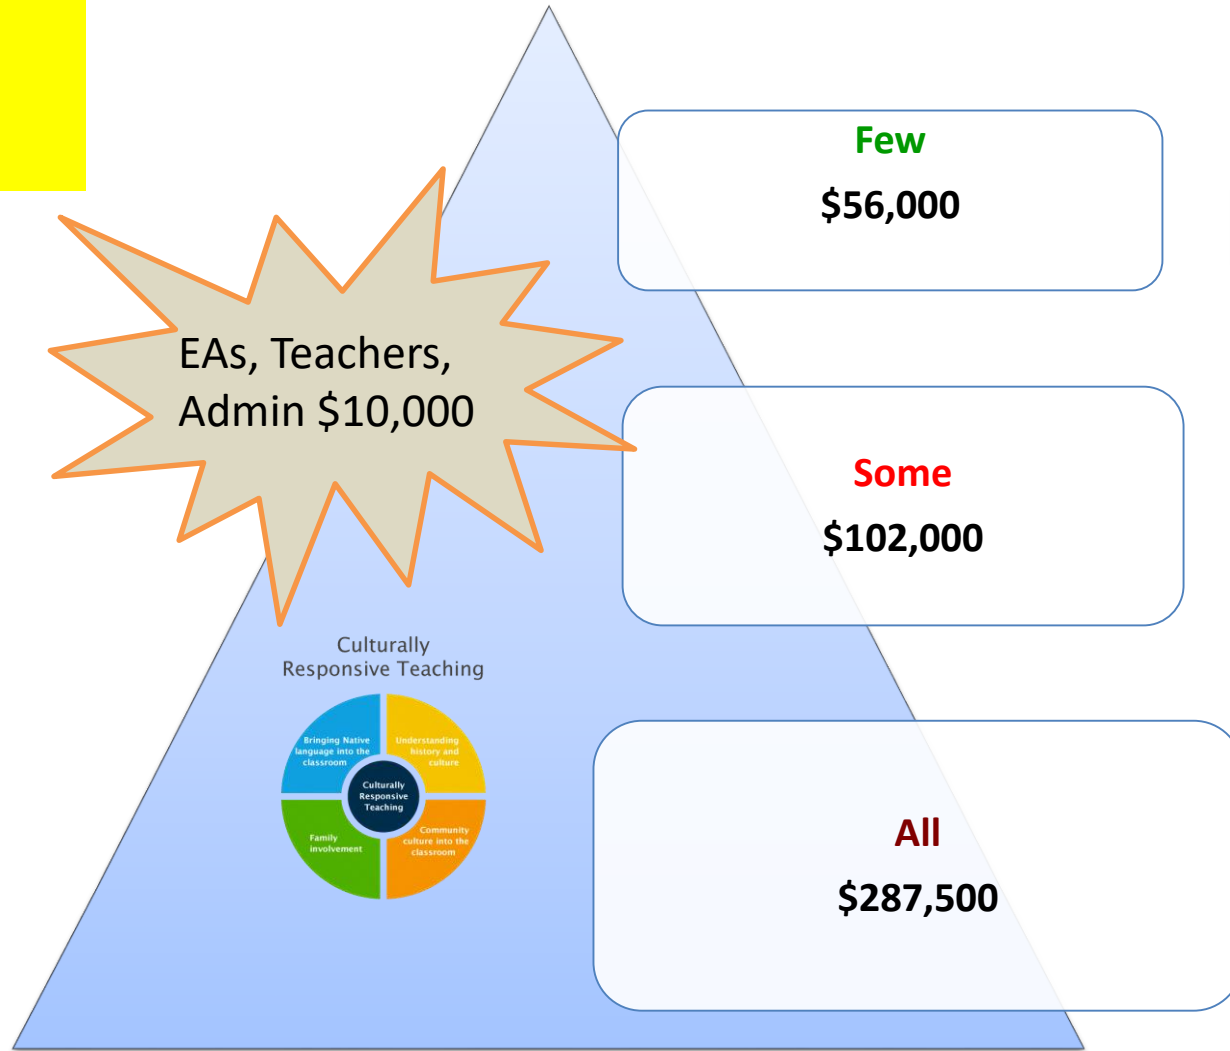 Few
$56,000
EAs, Teachers,
Admin $10,000
Some
$102,000
Culturally
Responsive Teaching
Bringing Native
language into the
classroom
Understanding
history and
culture
Culturally
Responsive
Teaching
Family
involvement
Community
culture into the
classroom
All
$287,500